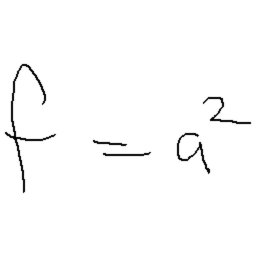 f = a²